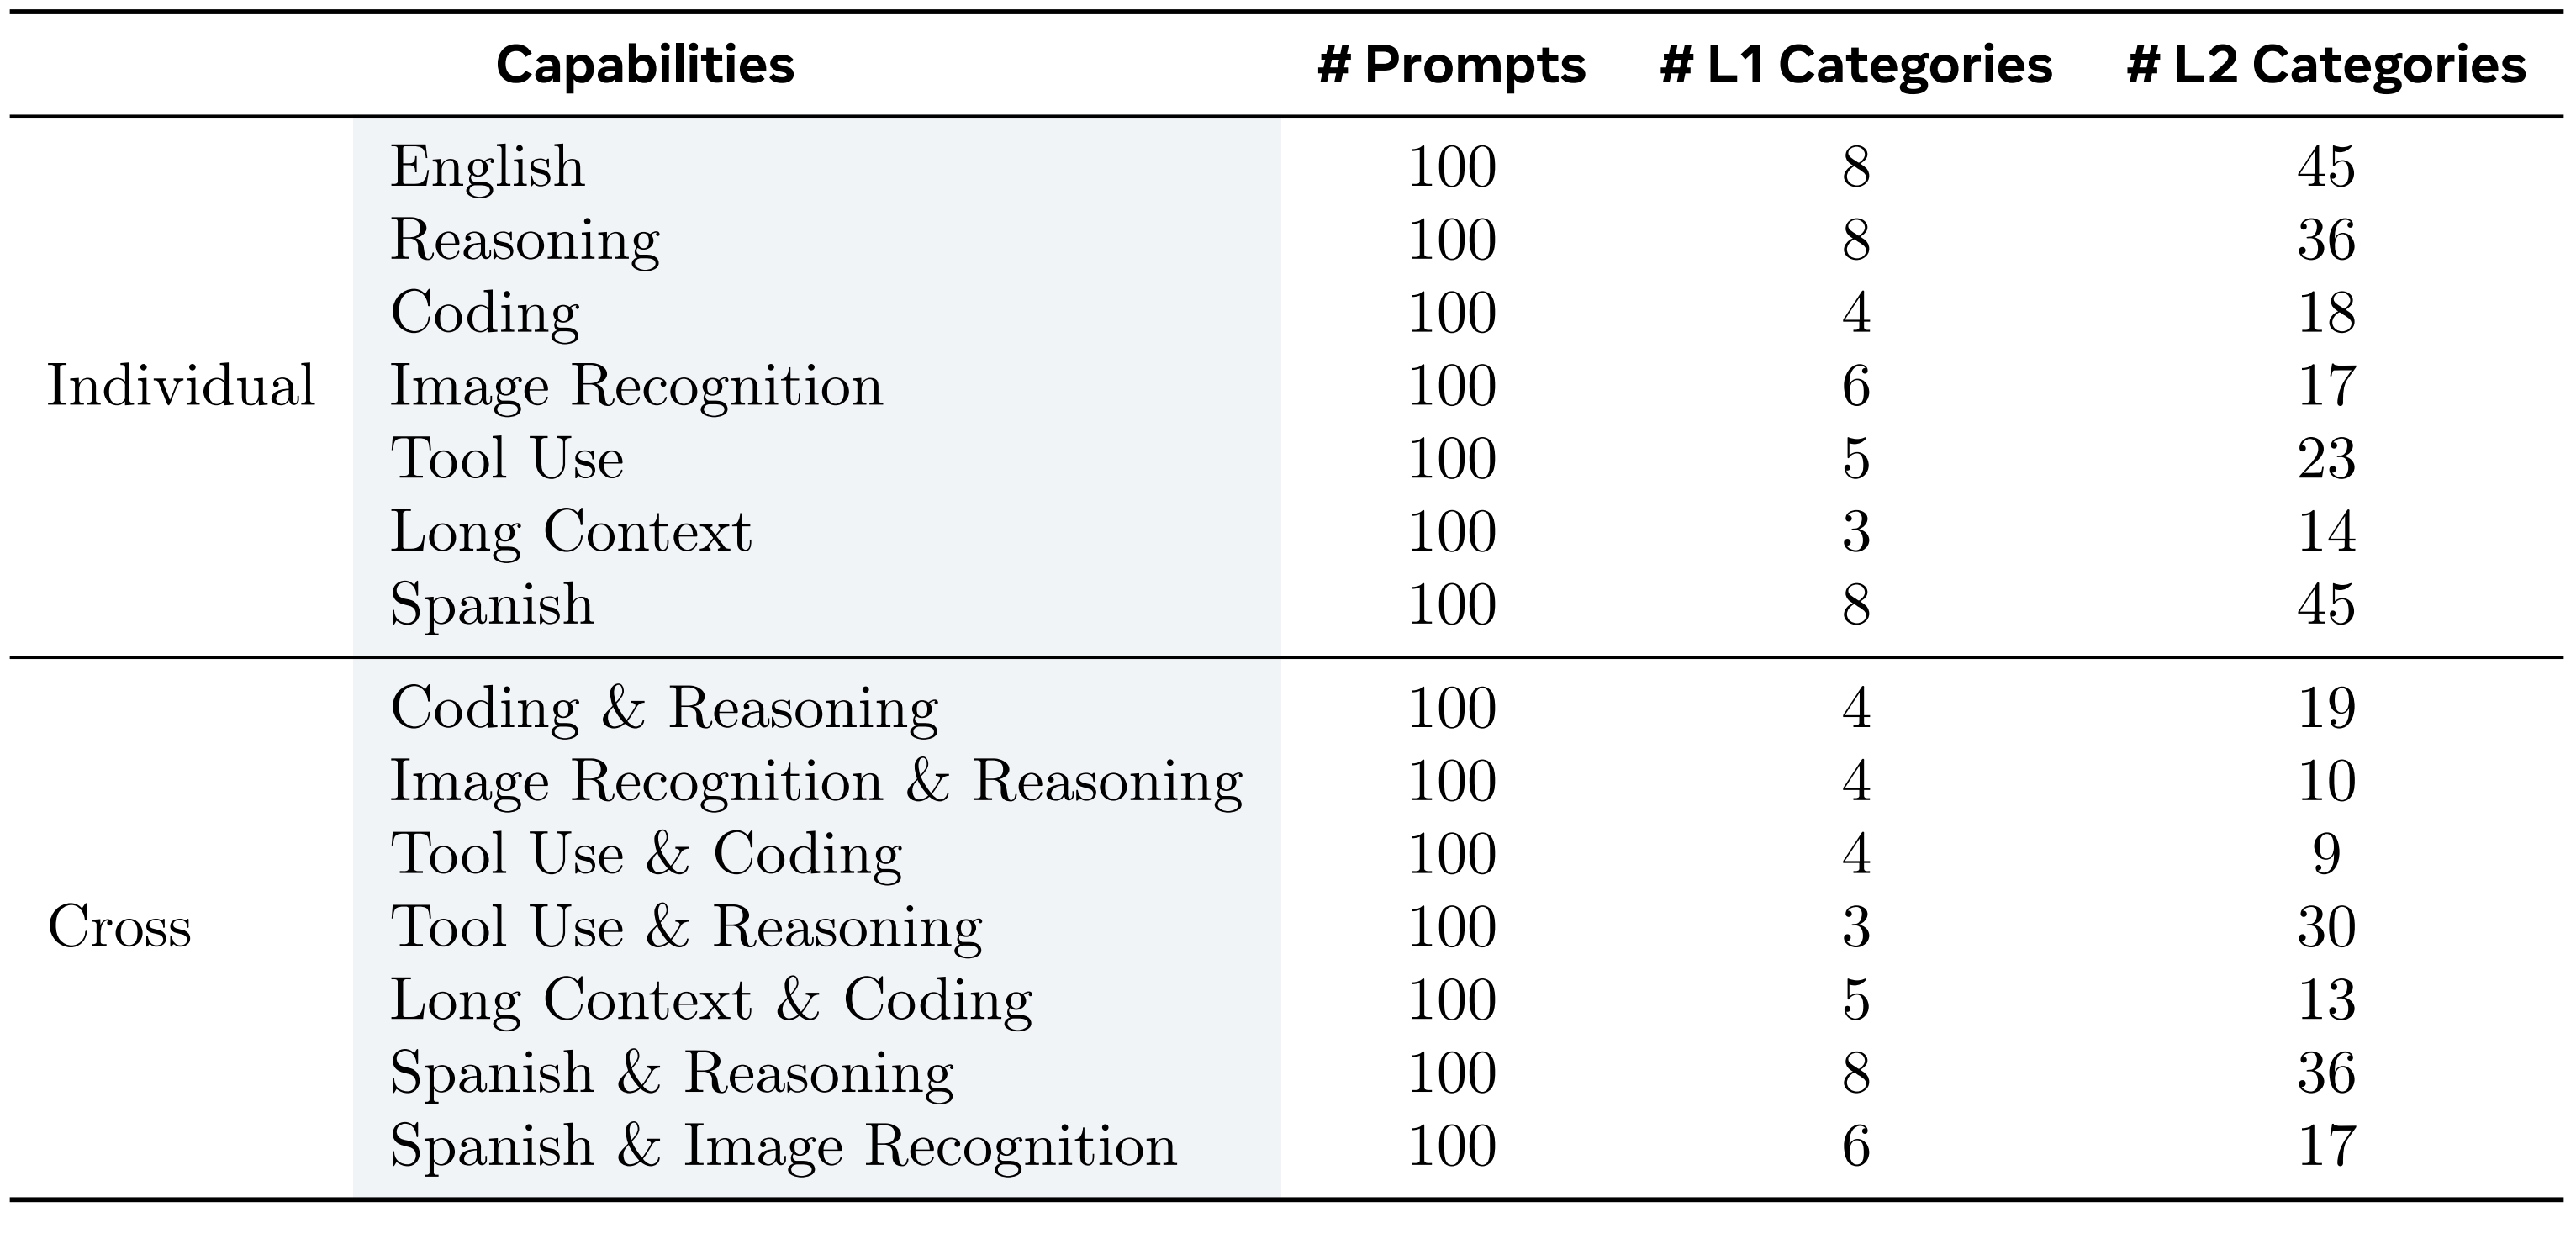 Capabilities # Prompts # L1 Categories # L2 Categories
English 100 8 45
Reasoning 100 8 36
Coding 100 4 18
Individual Image Recognition 100 6 17
Tool Use 100 5 23
Long Context 100 3 14
Spanish 100 8 45
Coding & Reasoning 100 4 19
Image Recognition & Reasoning 100 4 10
Tool Use & Coding 100 4 9
Cross Tool Use & Reasoning 100 3 30
Long Context & Coding 100 5 13
Spanish & Reasoning 100 8 36
Spanish & Image Recognition 100 6 17